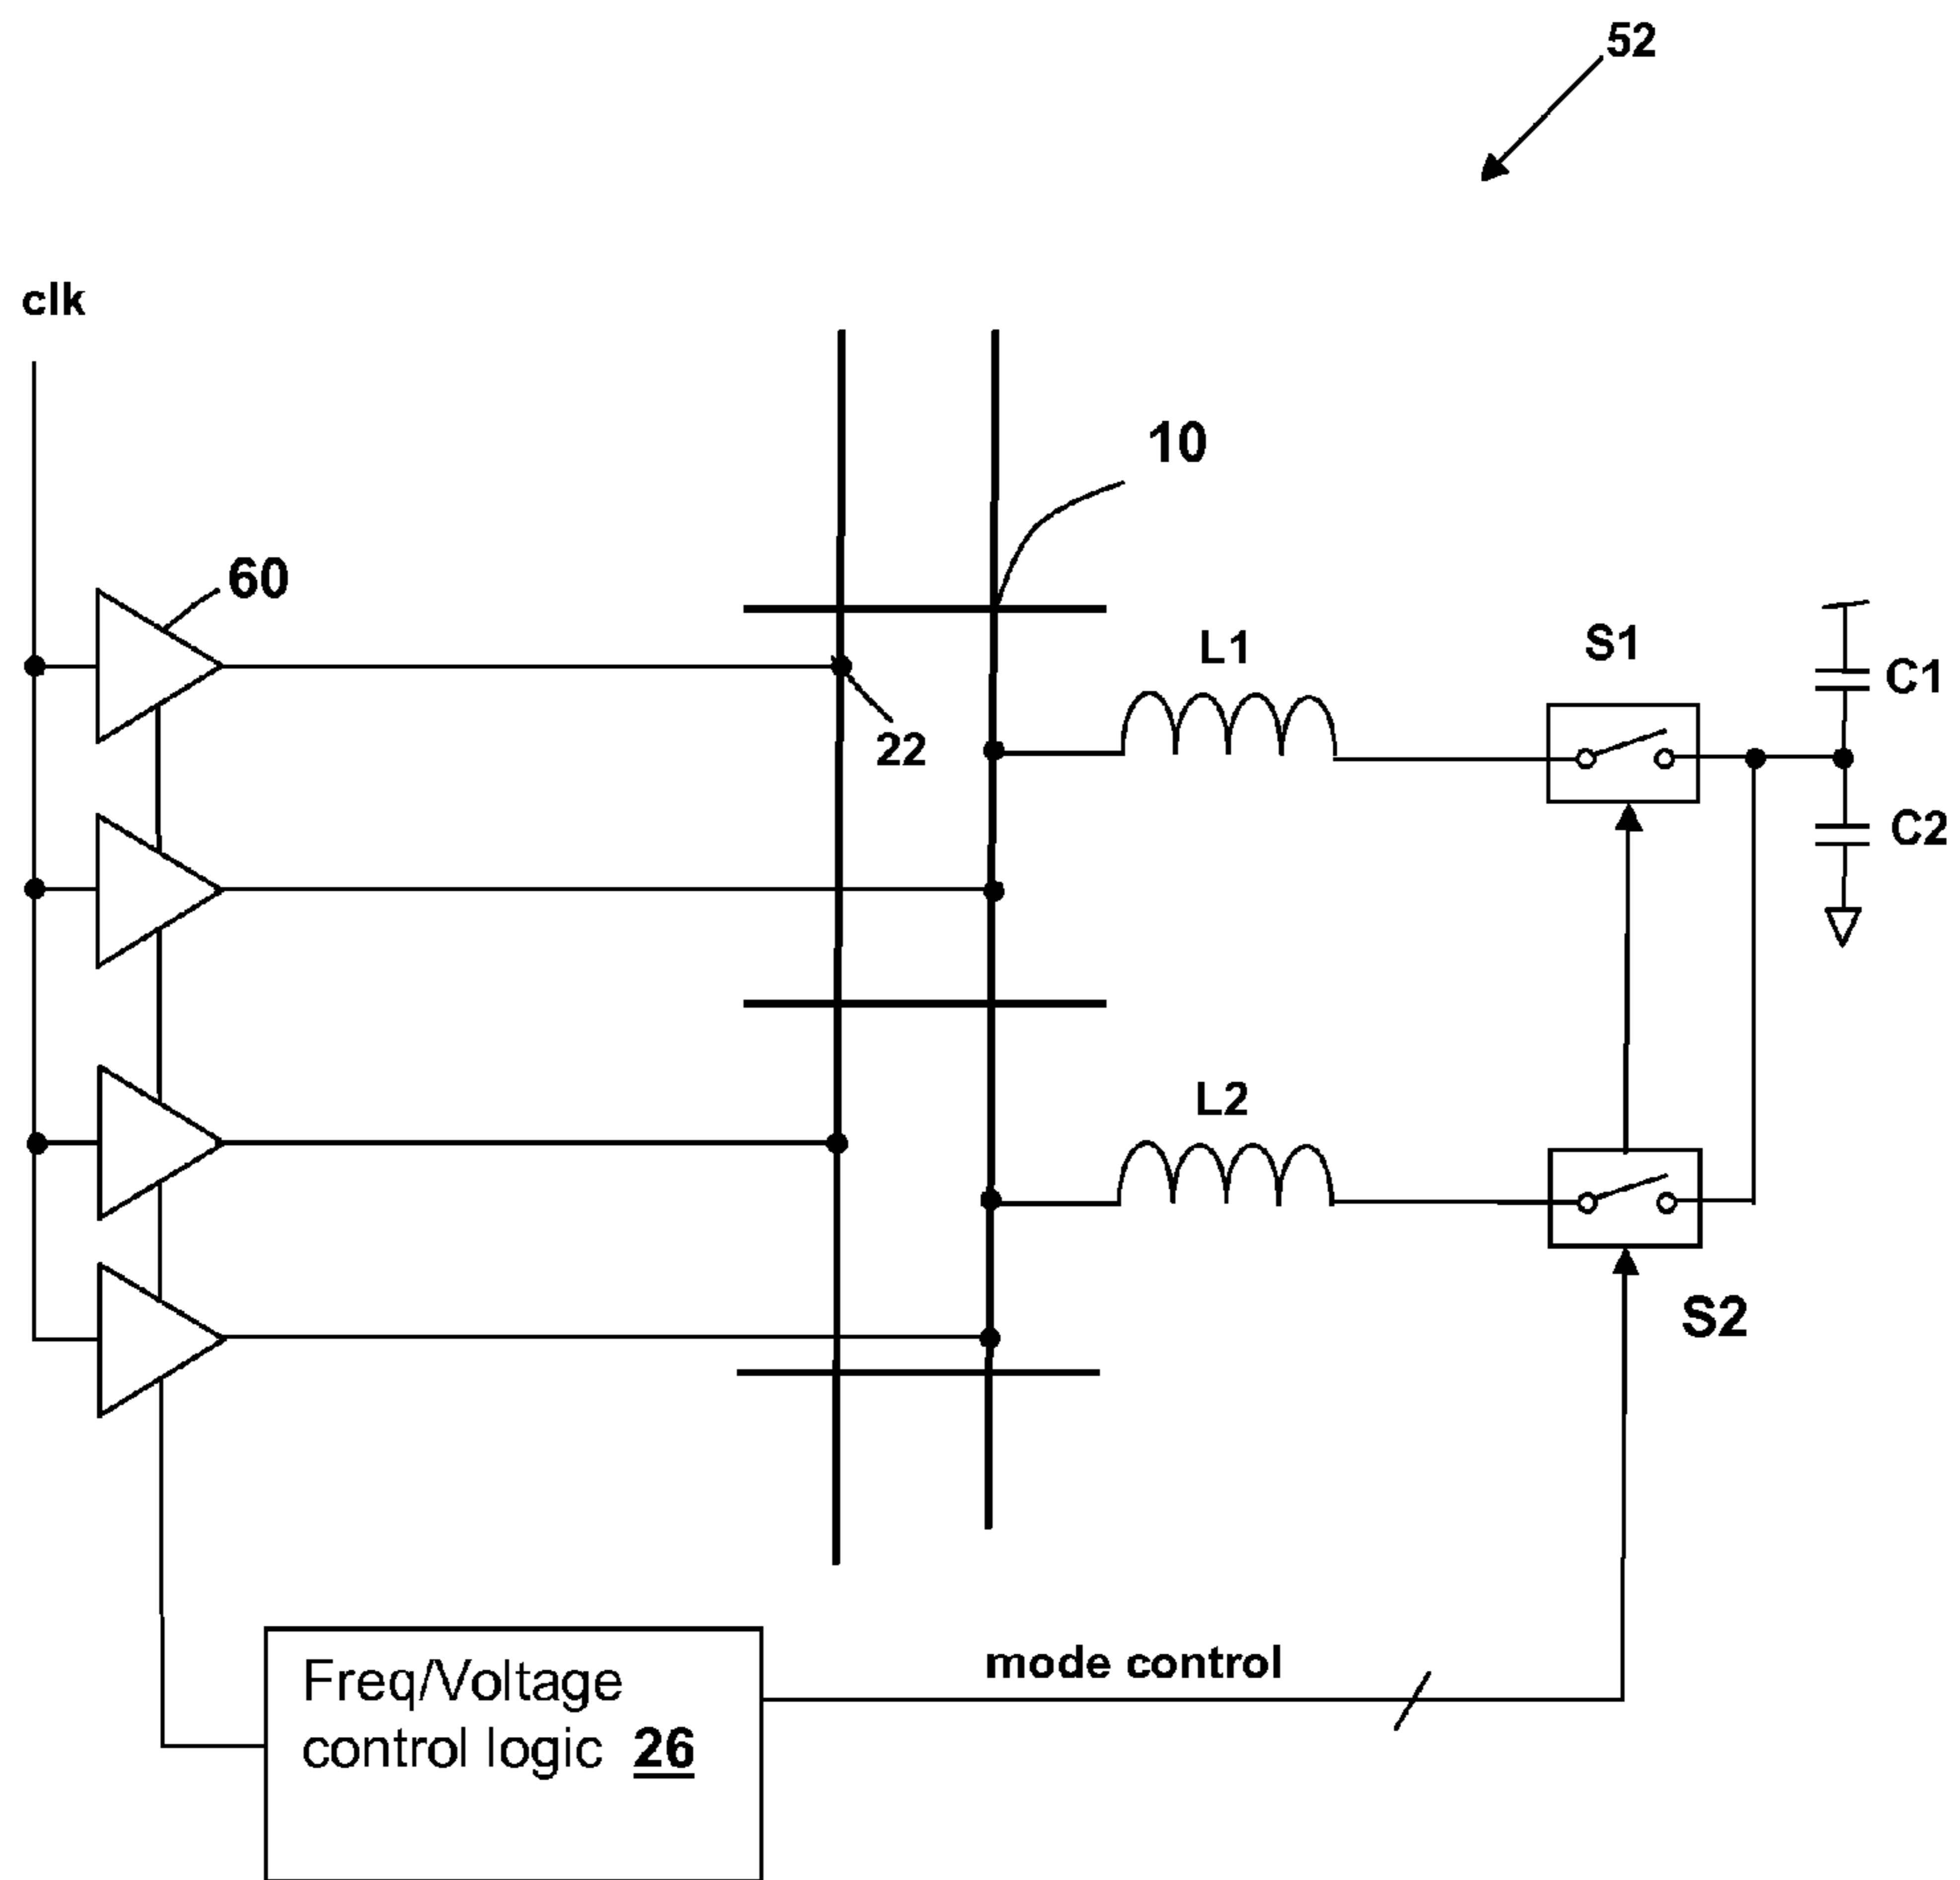 52
clk
10
60
L1
S1
C1
22
C2
L2
S2
mode control
Freq/Voltage
control logic 26